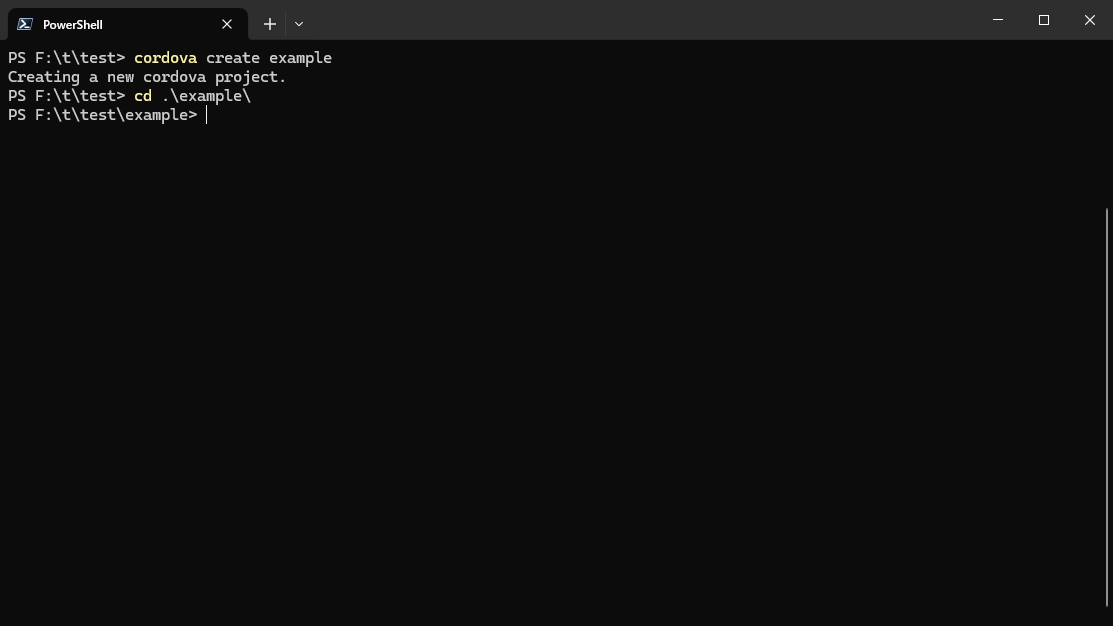 PowerShell
PS F:\t\test> cordova create example
Creating a new cordova project.
PS F:\t\test> cd .\example\
PS F:\t\test\example>